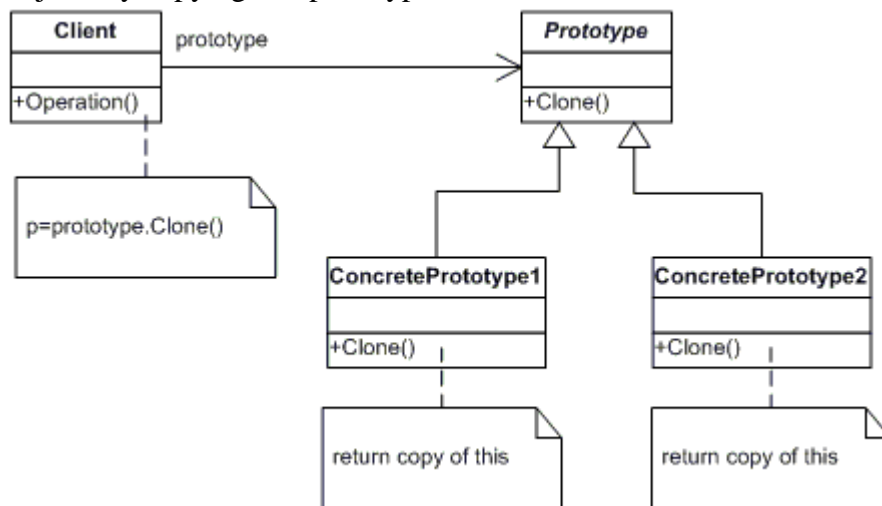 Client
prototype
Prototype
+Operation()
+Clone()
p=prototype.Clone()
ConcretePrototype1
ConcretePrototype2
+Clone()
+Clone()
return copy of this
return copy of this